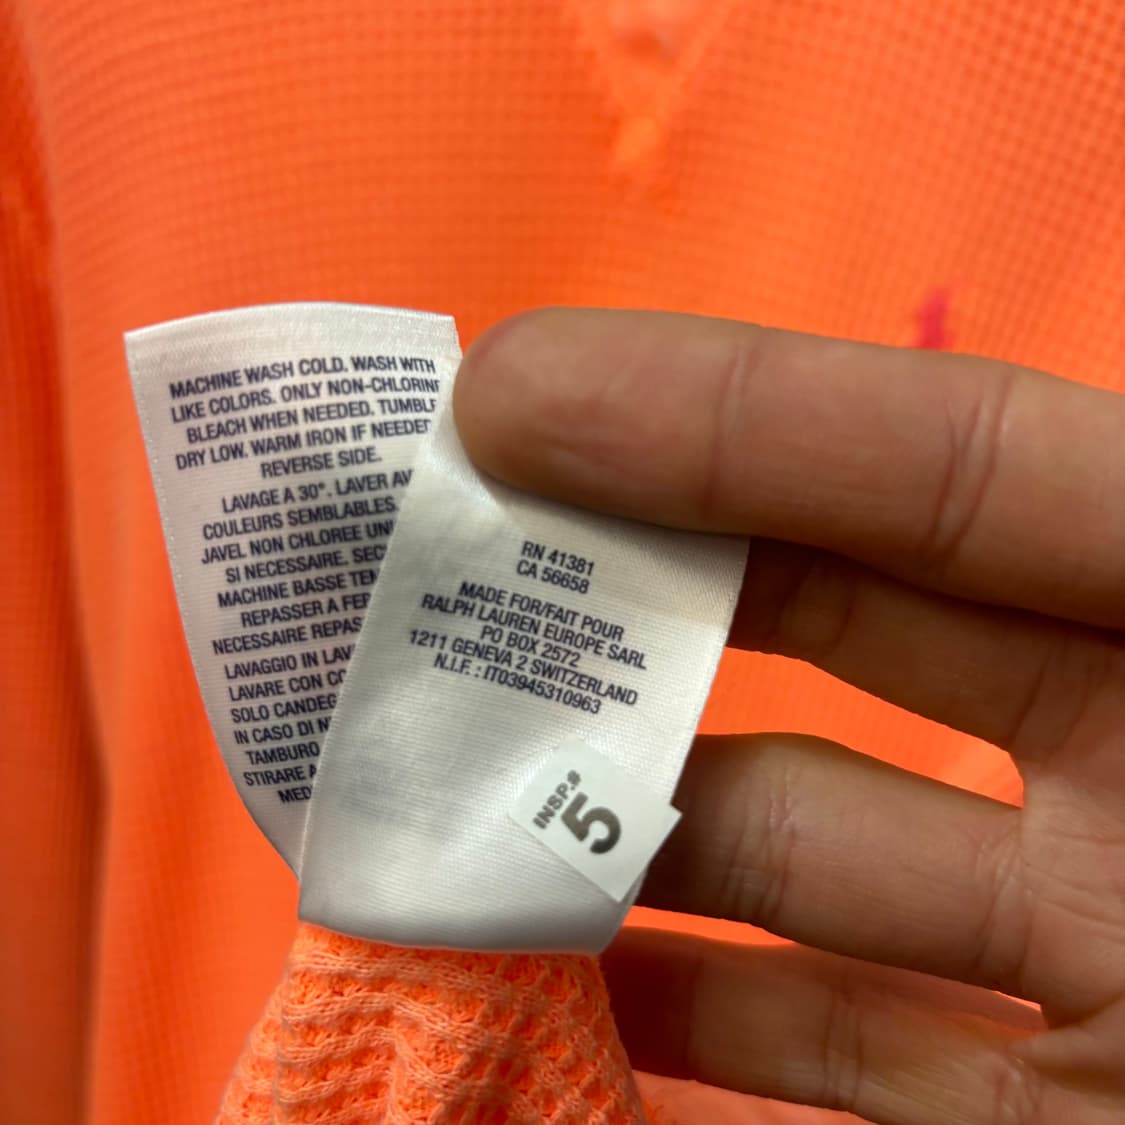 MACHINE WASH COLD. WASH WITH
LIKE COLORS. ONLY NON-CHLORINE
BLEACH WHEN NEEDED. TUMBLE
DRY LOW. WARM IRON IF NEEDED
REVERSE SIDE.
LAVAGE A 30°. LAVER AV
COULEURS SEMBLABLES.
JAVEL NON CHLOREE UNI
SI NECESSAIRE. SEC
MACHINE BASSE TEM
REPASSER A FER
NECESSAIRE REPAS
LAVAGGIO IN LAV
LAVARE CON CO
SOLO CANDEG
IN CASO DI N
TAMBURO
STIRARE A
MED
RN 41381
CA 56658
MADE FOR/FAIT POUR
RALPH LAUREN EUROPE SARL
PO BOX 2572
1211 GENEVA 2 SWITZERLAND
N.I.F. : IT03945310963
INSP.#
5